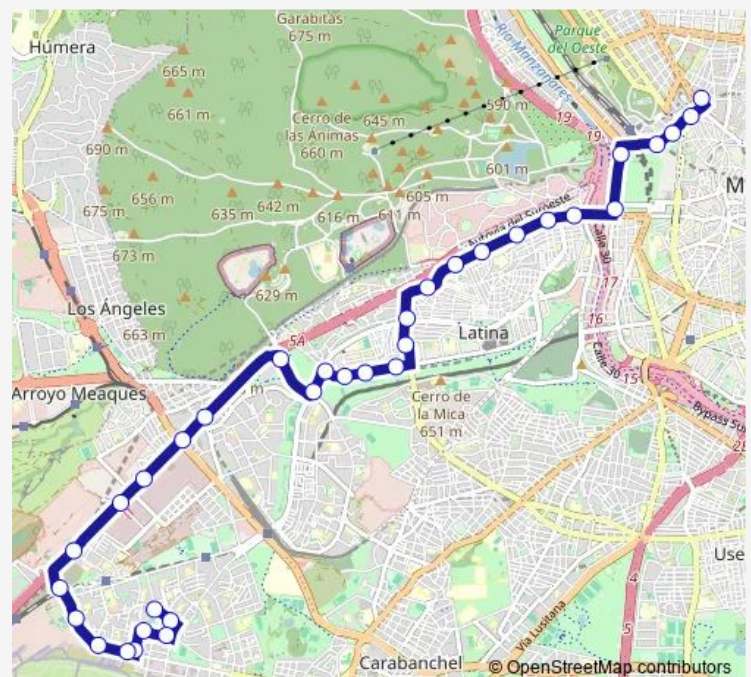 Garabitas
675 m
Húmera
665 m
661 m
Río Manzanares
Parque
del Oeste
590 m
645 m
Cerro de
las Ánimas
660 m
19
19
690 m
601 m
656 m
675 m
635 m
642 m
605 m
616 m
611 m
M
673 m
Autovía del Suroeste
Calle 30
629 m
17
Los Ángeles
663 m
5A
Latina
16
Calle 30
15
Arroyo Meaques
m
Cerro de
la Mica
651 m
Bypass Sur
2E
Use
4
Vía Lusitana
5
Carabanchel
© OpenStreetMap contributors